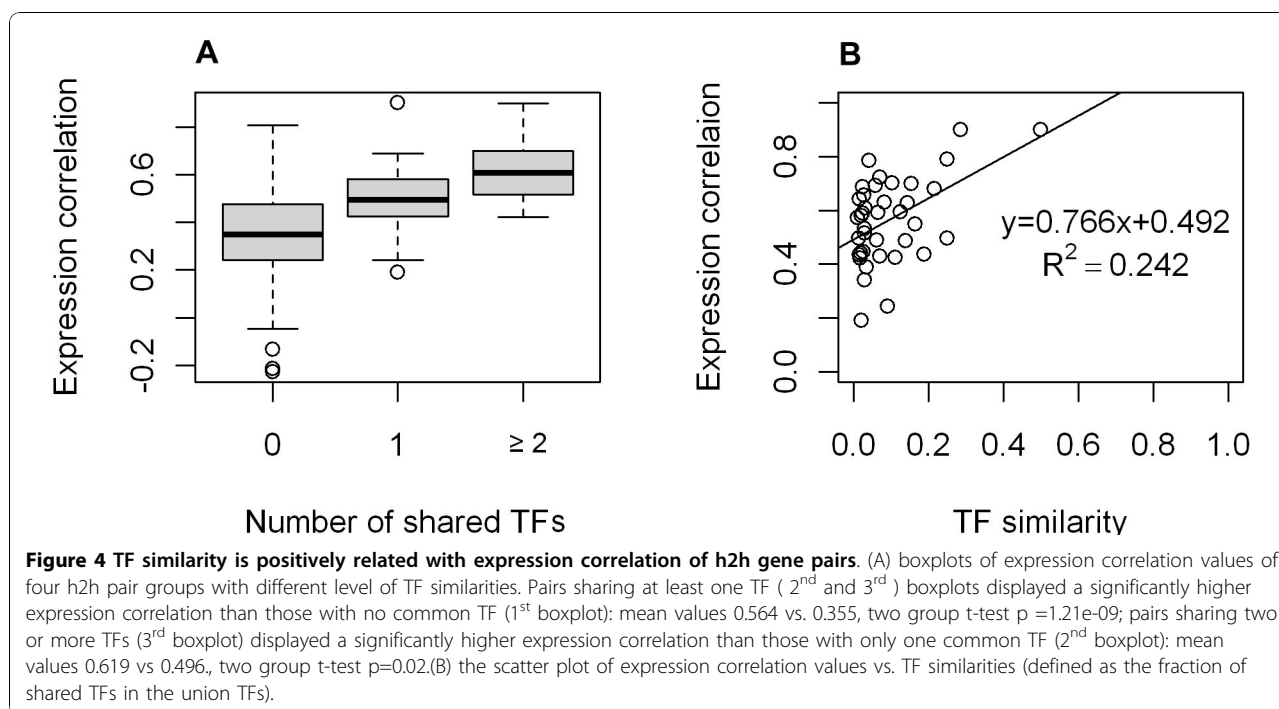 A
B
Expression correlation
0.6
0.2
-0.2
0
1
≥ 2
Number of shared TFs
Expression correlaion
0.8
0.4
0.0
y=0.766x+0.492
R² = 0.242
0.0 0.2 0.4 0.6 0.8 1.0
TF similarity
Figure 4 TF similarity is positively related with expression correlation of h2h gene pairs. (A) boxplots of expression correlation values of
four h2h pair groups with different level of TF similarities. Pairs sharing at least one TF ( 2nd and 3rd ) boxplots displayed a significantly higher
expression correlation than those with no common TF (1st boxplot): mean values 0.564 vs. 0.355, two group t-test p =1.21e-09; pairs sharing two
or more TFs (3rd boxplot) displayed a significantly higher expression correlation than those with only one common TF (2nd boxplot): mean
values 0.619 vs 0.496., two group t-test p=0.02.(B) the scatter plot of expression correlation values vs. TF similarities (defined as the fraction of
shared TFs in the union TFs).